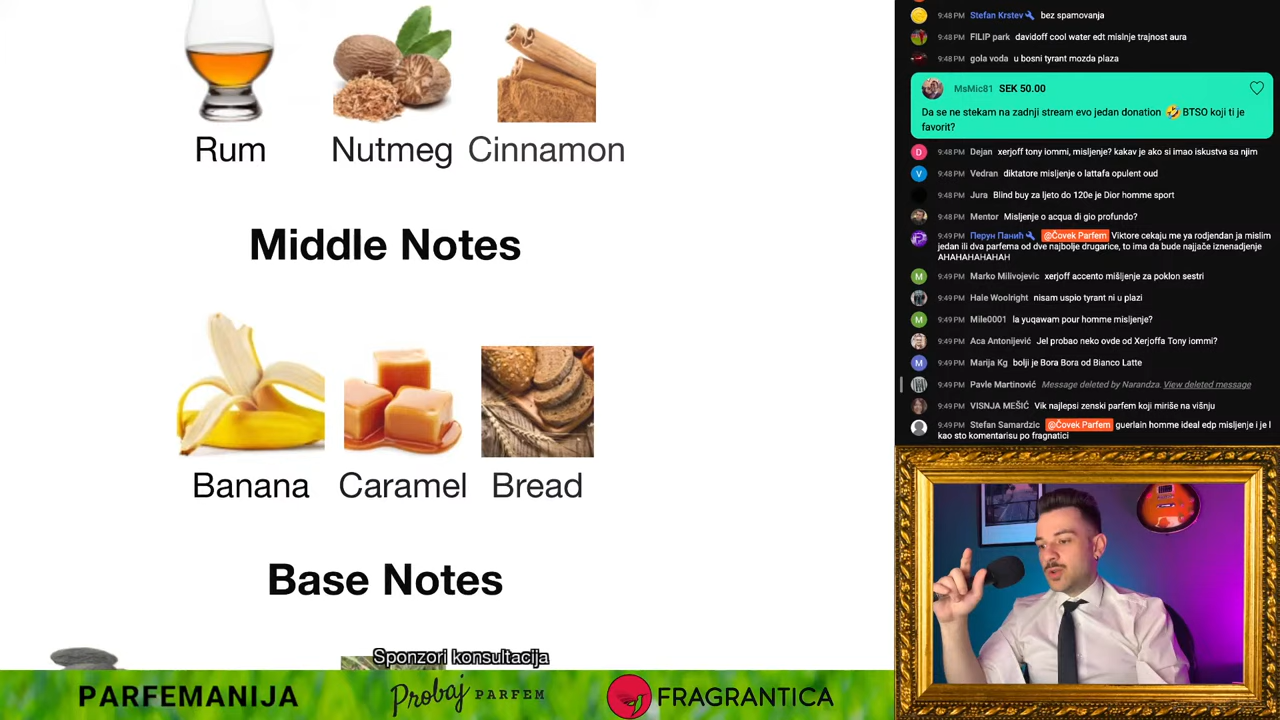 Rum
Nutmeg
Cinnamon
Middle Notes
Banana
Caramel
Bread
Base Notes
Sponzori konsultacija
PARFEMANIJA
Probaj PARFEM
FRAGRANTICA
9:48 PM Stefan Krstev bez spamovanja
9:48 PM FILIP park davidoff cool water edt mislnje trajnost aura
9:48 PM gola voda u bosni tyrant mozda plaza
MsMic81 SEK 50.00
Da se ne stekam na zadnji stream evo jedan donation 🤣 BTSO koji ti je
favorit?
D 9:48 PM Dejan xerjoff tony iommi, misljenje? kakav je ako si imao iskustva sa njim
V 9:48 PM Vedran diktatore misljenje o lattafa opulent oud
9:48 PM Jura Blind buy za ljeto do 120e je Dior homme sport
9:48 PM Mentor Misljenje o acqua di gio profundo?
9:49 PM Перун Панић @Čovek Parfem Viktore cekaju me ya rodjendan ja mislim
jedan ili dva parfema od dve najbolje drugarice, to ima da bude najjače iznenadjenje
AHAHAHAHAHAH
M 9:49 PM Marko Milivojevic xerjoff accento mišljenje za poklon sestri
9:49 PM Hale Woolright nisam uspio tyrant ni u plazi
M 9:49 PM Mile0001 la yuqawam pour homme misljenje?
9:49 PM Aca Antonijević Jel probao neko ovde od Xerjoffa Tony iommi?
M 9:49 PM Marija Kg bolji je Bora Bora od Bianco Latte
9:49 PM Pavle Martinović Message deleted by Narandza. View deleted message
9:49 PM VISNJA MEŠIĆ Vik najlepsi zenski parfem koji miriše na višnju
9:49 PM Stefan Samardzic @Čovek Parfem guerlain homme ideal edp misljenje i je l
kao sto komentarisu po fragnatici